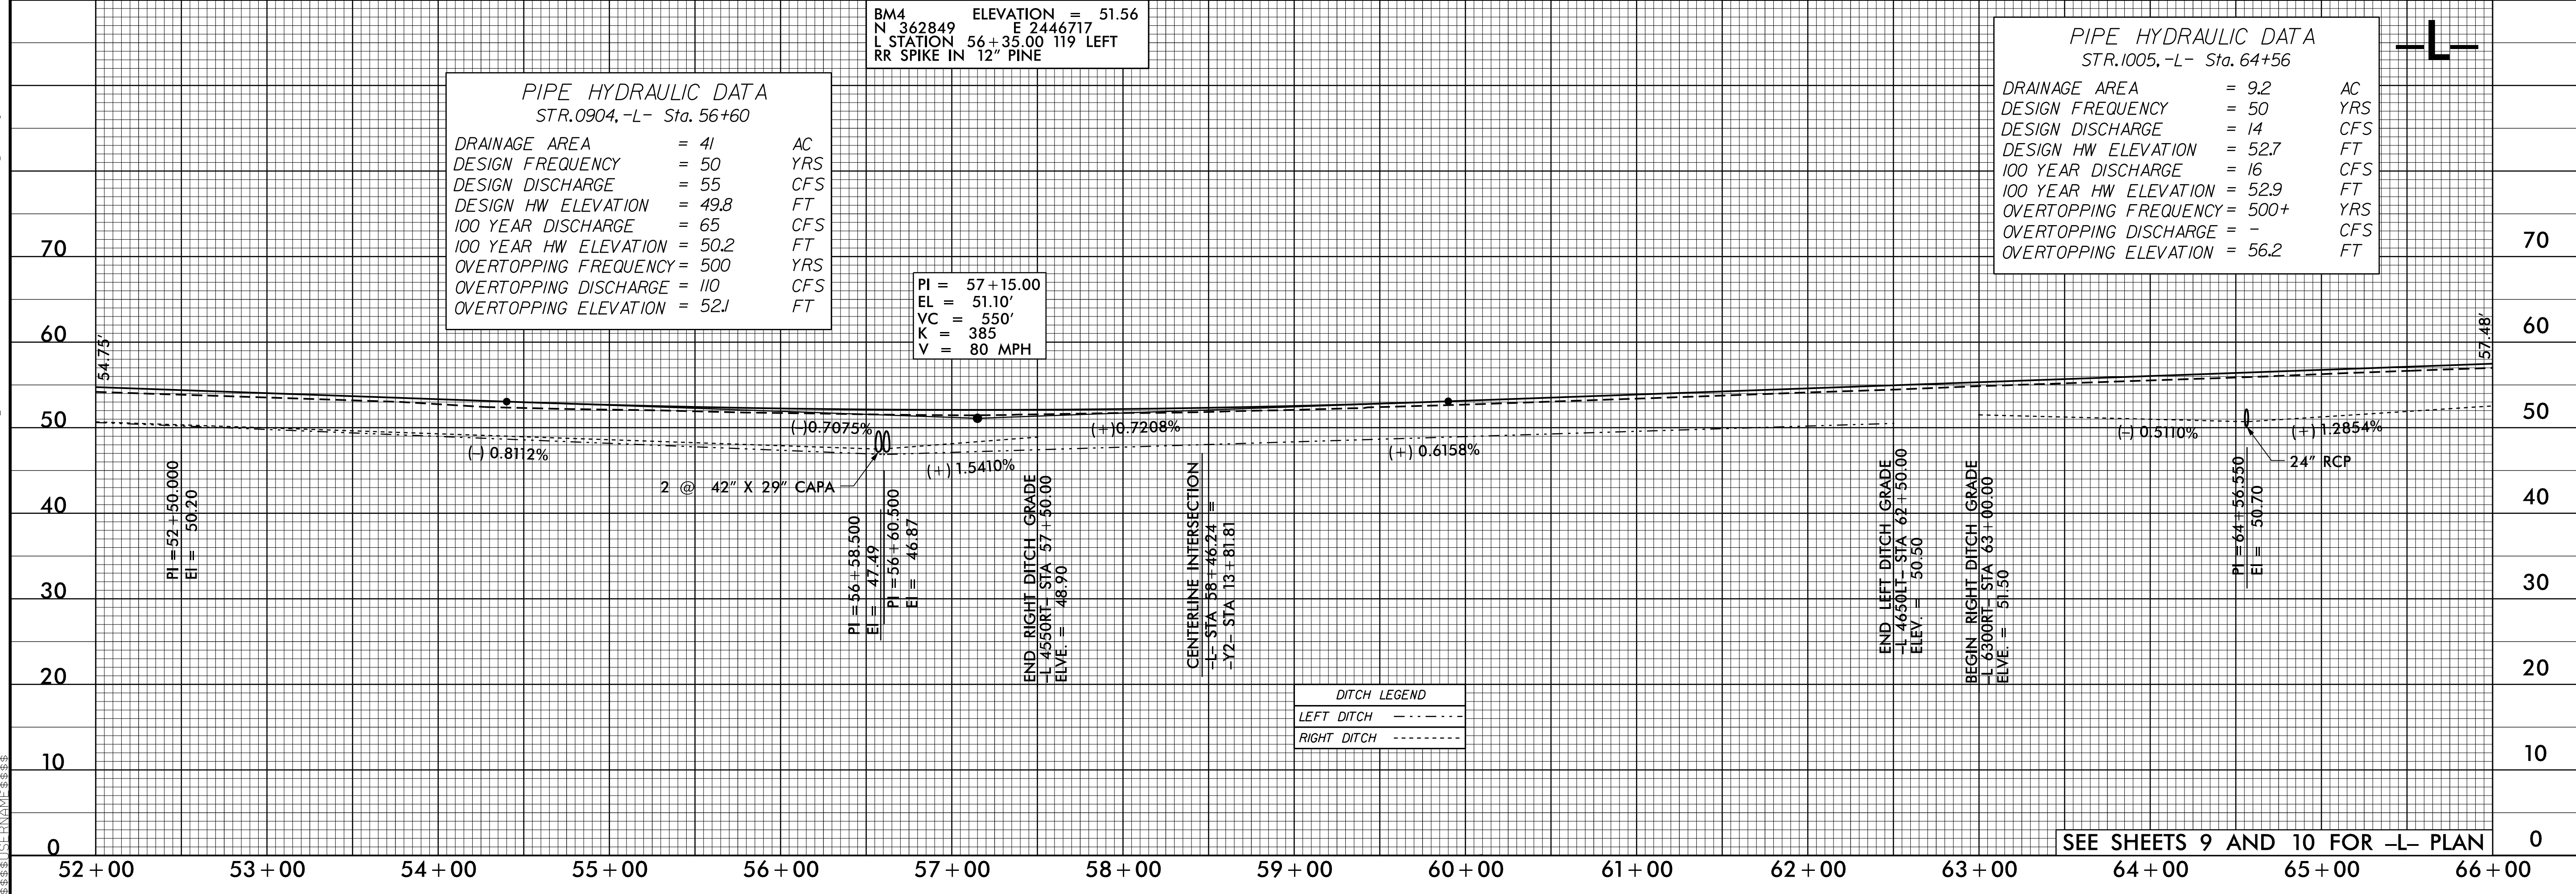 BM4 ELEVATION = 51.56
N 362849 E 2446717
L STATION 56+35.00 119 LEFT
RR SPIKE IN 12" PINE
PIPE HYDRAULIC DATA
STR.0904, -L- Sta. 56+60
DRAINAGE AREA = 41 AC
DESIGN FREQUENCY = 50 YRS
DESIGN DISCHARGE = 55 CFS
DESIGN HW ELEVATION = 49.8 FT
100 YEAR DISCHARGE = 65 CFS
100 YEAR HW ELEVATION = 50.2 FT
OVERTOPPING FREQUENCY = 500 YRS
OVERTOPPING DISCHARGE = 110 CFS
OVERTOPPING ELEVATION = 52.1 FT
PIPE HYDRAULIC DATA
STR.1005, -L- Sta. 64+56
DRAINAGE AREA = 9.2 AC
DESIGN FREQUENCY = 50 YRS
DESIGN DISCHARGE = 14 CFS
DESIGN HW ELEVATION = 52.7 FT
100 YEAR DISCHARGE = 16 CFS
100 YEAR HW ELEVATION = 52.9 FT
OVERTOPPING FREQUENCY = 500+ YRS
OVERTOPPING DISCHARGE = - CFS
OVERTOPPING ELEVATION = 56.2 FT
-L-
PI = 57+15.00
EL = 51.10'
VC = 550'
K = 385
V = 80 MPH
70
60
50
40
30
20
10
0
70
60
50
40
30
20
10
0
54.75'
57.48'
(-)0.7075%
(+)0.7208%
(-) 0.8112%
(+) 1.5410%
(+) 0.6158%
(-) 0.5110%
(+) 1.2854%
2 @ 42" X 29" CAPA
24" RCP
PI = 52+50.000
El = 50.20
PI = 56+58.500
El = 47.49
PI = 56+60.500
El = 46.87
END RIGHT DITCH GRADE
-L 4550RT- STA 57+50.00
ELVE. = 48.90
CENTERLINE INTERSECTION
-L- STA 58+46.24 =
-Y2- STA 13+81.81
END LEFT DITCH GRADE
-L 4650LT- STA 62+50.00
ELEV. = 50.50
BEGIN RIGHT DITCH GRADE
-L 6300RT- STA 63+00.00
ELVE. = 51.50
PI = 64+56.550
El = 50.70
DITCH LEGEND
LEFT DITCH
RIGHT DITCH
SEE SHEETS 9 AND 10 FOR -L- PLAN
52+00 53+00 54+00 55+00 56+00 57+00 58+00 59+00 60+00 61+00 62+00 63+00 64+00 65+00 66+00
$$$$USERNAME$$$$